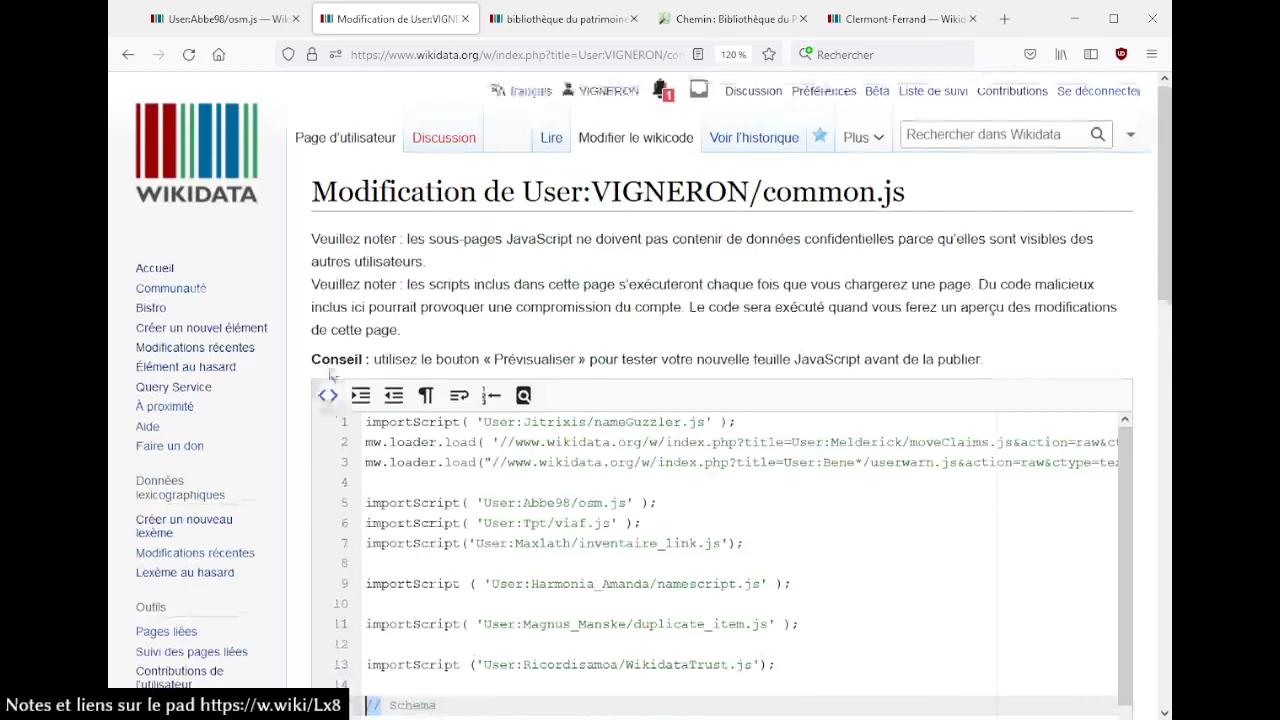 User:Abbe98/osm.js — Wiki
Modification de User:VIGNE
bibliothèque du patrimoine
Chemin : Bibliothèque du P
Clermont-Ferrand — Wikid
https://www.wikidata.org/w/index.php?title=User:VIGNERON/co
120 %
Rechercher
français
VIGNERON
1
Discussion
Préférences
Bêta
Liste de suivi
Contributions
Se déconnecter
WIKIDATA
Page d'utilisateur
Discussion
Lire
Modifier le wikicode
Voir l'historique
Plus
Rechercher dans Wikidata
Modification de User:VIGNERON/common.js
Veuillez noter : les sous-pages JavaScript ne doivent pas contenir de données confidentielles parce qu'elles sont visibles des
autres utilisateurs.
Veuillez noter : les scripts inclus dans cette page s'exécuteront chaque fois que vous chargerez une page. Du code malicieux
inclus ici pourrait provoquer une compromission du compte. Le code sera exécuté quand vous ferez un aperçu des modifications
de cette page.
Conseil : utilisez le bouton « Prévisualiser » pour tester votre nouvelle feuille JavaScript avant de la publier.
Accueil
Communauté
Bistro
Créer un nouvel élément
Modifications récentes
Élément au hasard
Query Service
À proximité
Aide
Faire un don
Données
lexicographiques
Créer un nouveau
lexème
Modifications récentes
Lexème au hasard
Outils
Pages liées
Suivi des pages liées
Contributions de
l'utilisateur
1 importScript( 'User:Jitrixis/nameGuzzler.js' );
2 mw.loader.load( '//www.wikidata.org/w/index.php?title=User:Melderick/moveClaims.js&action=raw&ct
3 mw.loader.load("//www.wikidata.org/w/index.php?title=User:Bene*/userwarn.js&action=raw&ctype=te
4
5 importScript( 'User:Abbe98/osm.js' );
6 importScript( 'User:Tpt/viaf.js' );
7 importScript('User:Maxlath/inventaire_link.js');
8
9 importScript ( 'User:Harmonia_Amanda/namescript.js' );
10
11 importScript( 'User:Magnus_Manske/duplicate_item.js' );
12
13 importScript ('User:Ricordisamoa/WikidataTrust.js');
14
// Schema
Notes et liens sur le pad https://w.wiki/Lx8